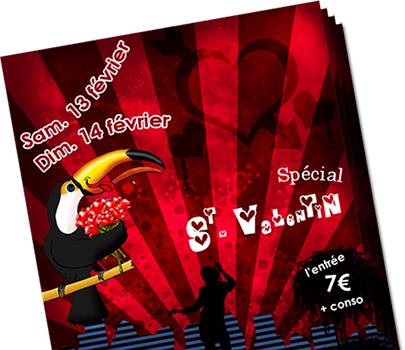 Sam. 13 février
Dim. 14 février
Spécial
St. Valentin
l'entrée
7€
+ conso